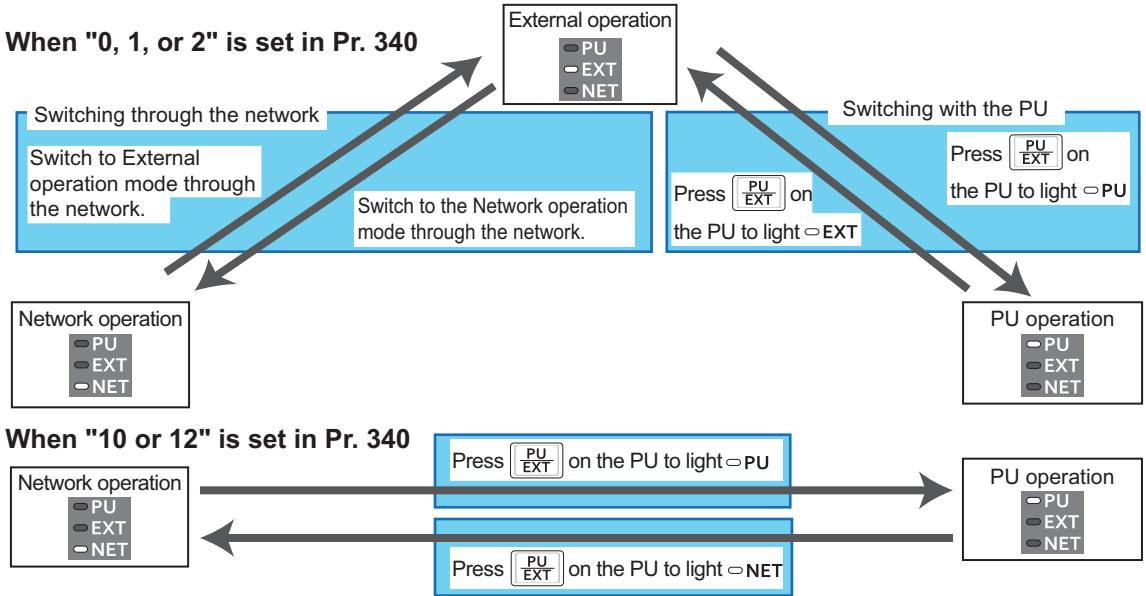 When "0, 1, or 2" is set in Pr. 340
External operation
PU
EXT
NET
Switching through the network
Switch to External
operation mode through
the network.
Switch to the Network operation
mode through the network.
Switching with the PU
Press PU/EXT on
the PU to light EXT
Press PU/EXT on
the PU to light PU
Network operation
PU
EXT
NET
PU operation
PU
EXT
NET
When "10 or 12" is set in Pr. 340
Network operation
PU
EXT
NET
Press PU/EXT on the PU to light PU
Press PU/EXT on the PU to light NET
PU operation
PU
EXT
NET